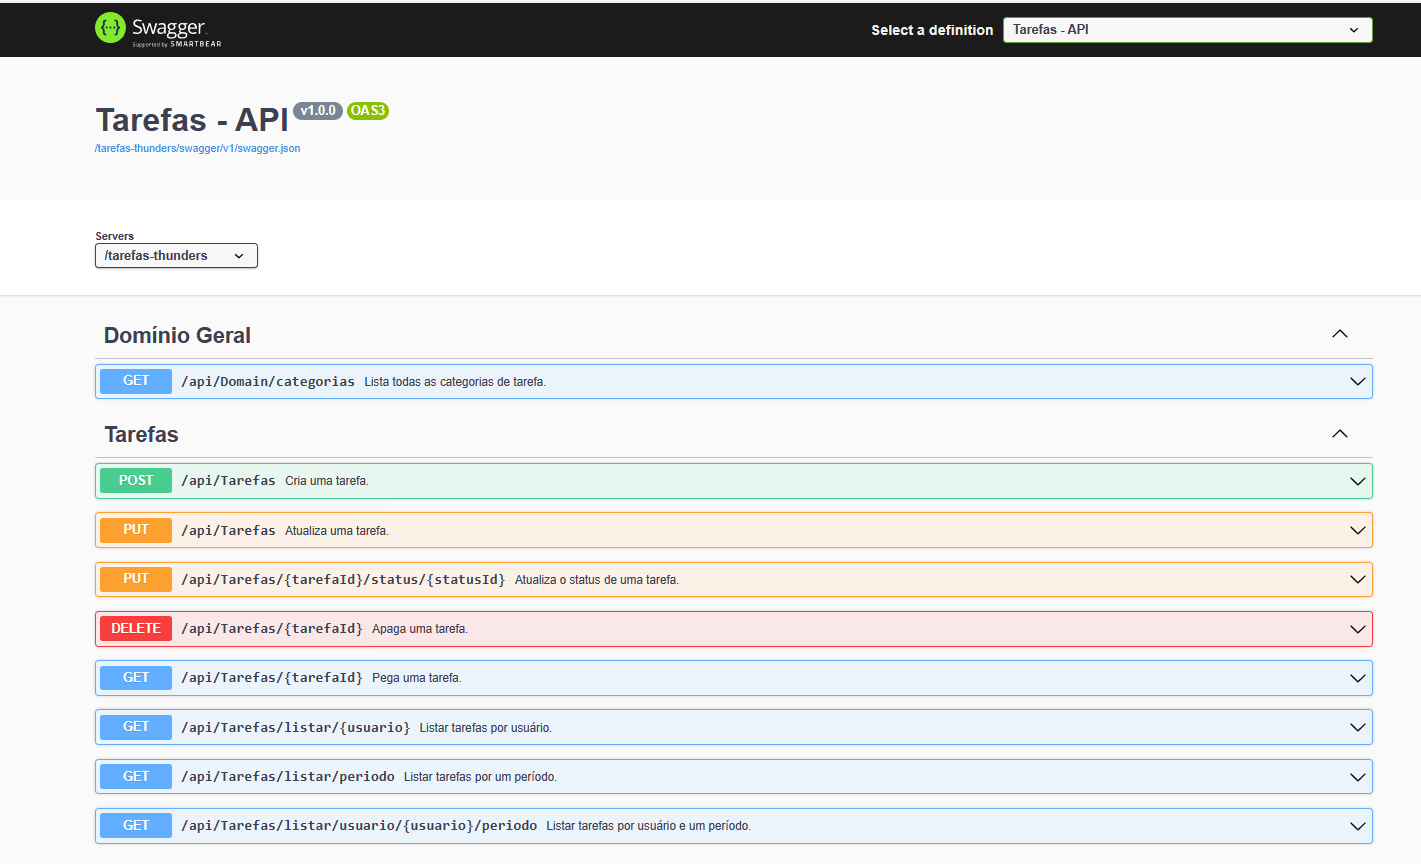 Swagger
Supported by SMARTBEAR
Select a definition
Tarefas - API
Tarefas - API v1.0.0 OAS3
/tarefas-thunders/swagger/v1/swagger.json
Servers
/tarefas-thunders
Domínio Geral
GET /api/Domain/categorias Lista todas as categorias de tarefa.
Tarefas
POST /api/Tarefas Cria uma tarefa.
PUT /api/Tarefas Atualiza uma tarefa.
PUT /api/Tarefas/{tarefaId}/status/{statusId} Atualiza o status de uma tarefa.
DELETE /api/Tarefas/{tarefaId} Apaga uma tarefa.
GET /api/Tarefas/{tarefaId} Pega uma tarefa.
GET /api/Tarefas/listar/{usuario} Listar tarefas por usuário.
GET /api/Tarefas/listar/periodo Listar tarefas por um período.
GET /api/Tarefas/listar/usuario/{usuario}/periodo Listar tarefas por usuário e um período.